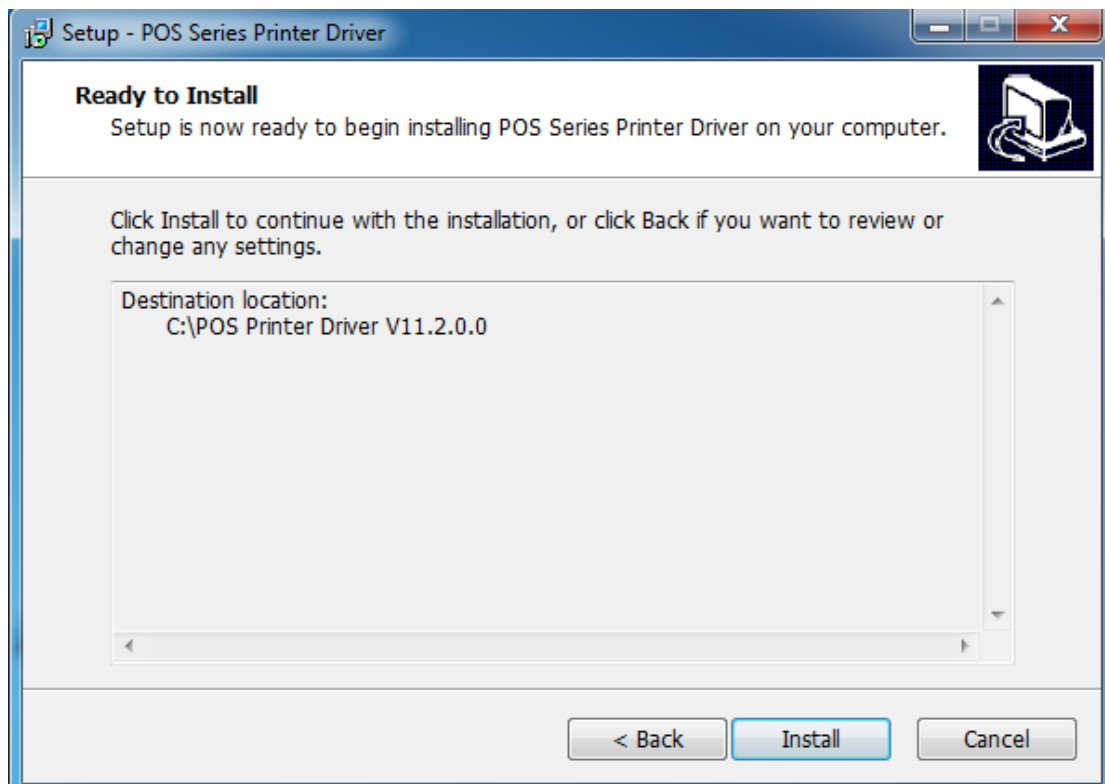 Setup - POS Series Printer Driver
Ready to Install
Setup is now ready to begin installing POS Series Printer Driver on your computer.
Click Install to continue with the installation, or click Back if you want to review or
change any settings.
Destination location:
C:\POS Printer Driver V11.2.0.0
< Back
Install
Cancel